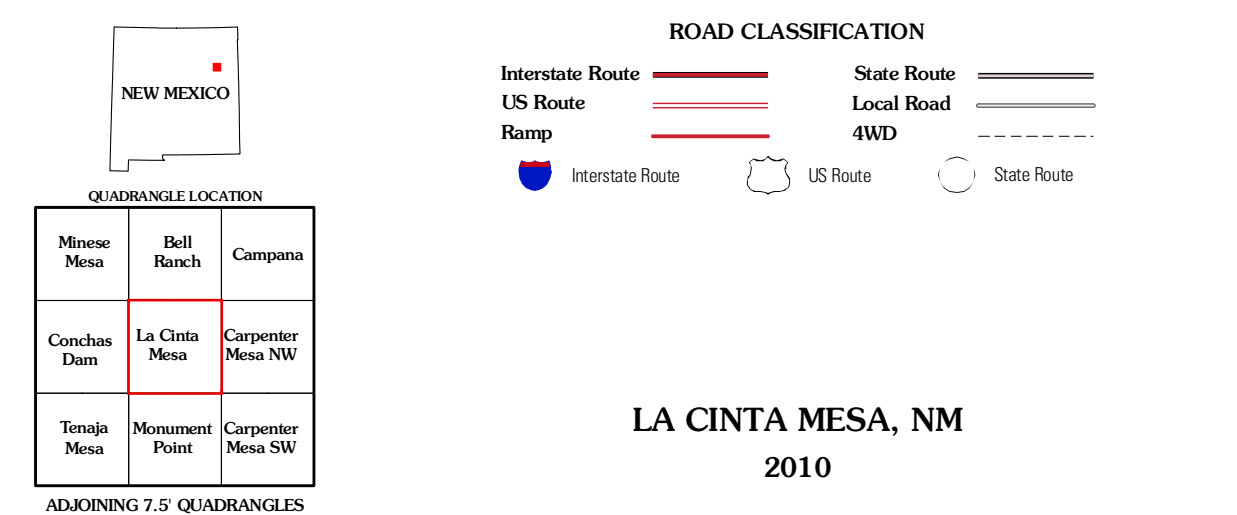 NEW MEXICO
QUADRANGLE LOCATION
Minese
Mesa
Bell
Ranch
Campana
Conchas
Dam
La Cinta
Mesa
Carpenter
Mesa NW
Tenaja
Mesa
Monument
Point
Carpenter
Mesa SW
ADJOINING 7.5' QUADRANGLES
ROAD CLASSIFICATION
Interstate Route
State Route
US Route
Local Road
Ramp
4WD
Interstate Route
US Route
State Route
LA CINTA MESA, NM
2010